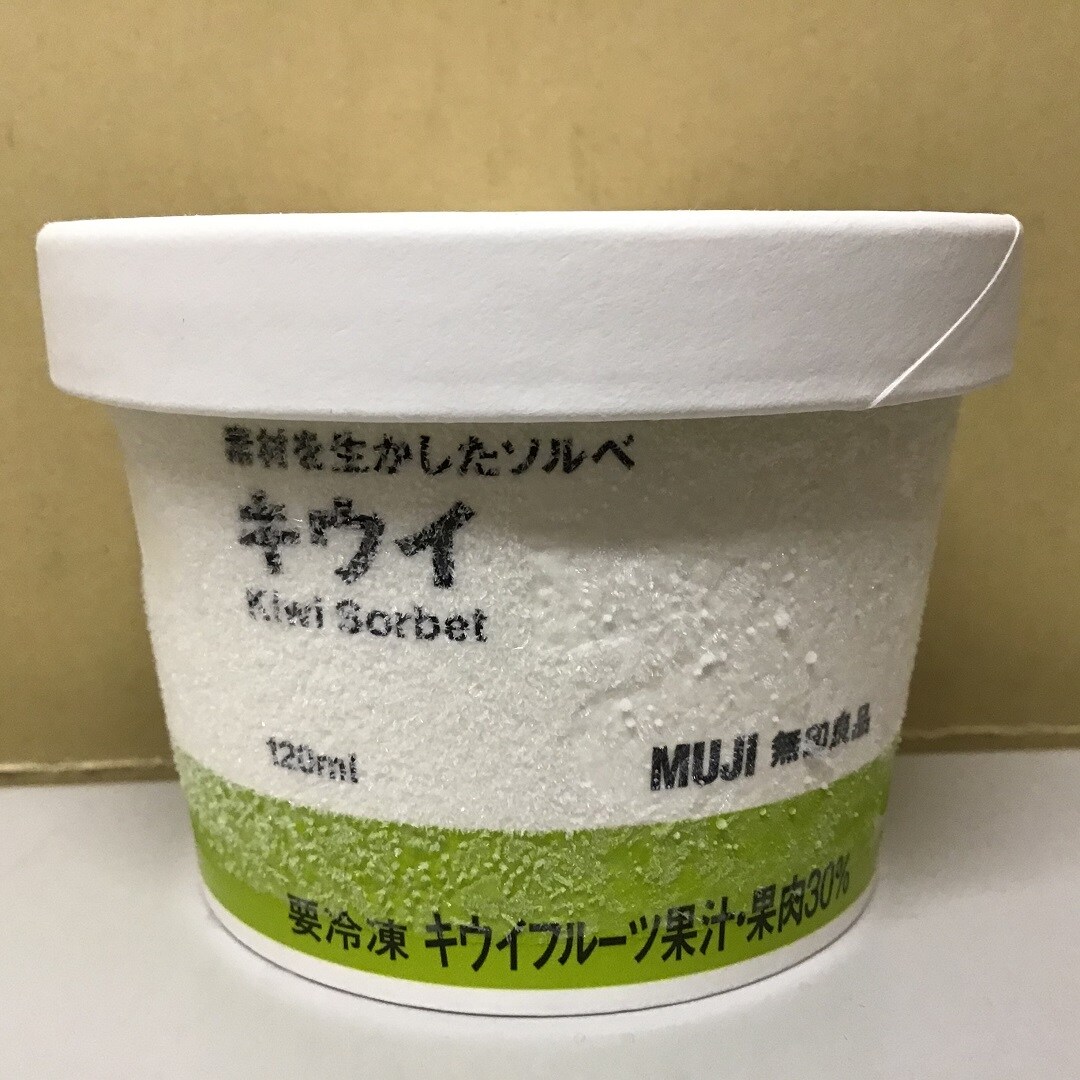 素材を生かしたソルベ
キウイ
Kiwi Sorbet
120ml
MUJI 無印良品
要冷凍 キウイフルーツ果汁・果肉30%